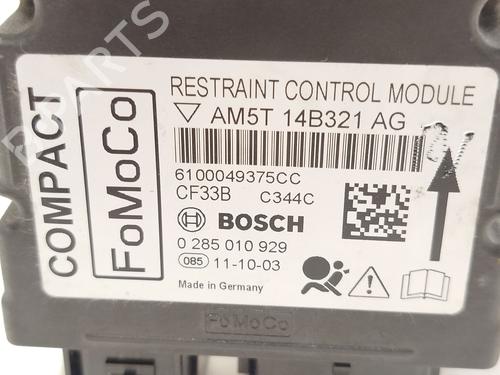 COMPACT
FoMoCo
RESTRAINT CONTROL MODULE
AM5T 14B321 AG
6100049375CC
CF33B C344C
BOSCH
0 285 010 929
085 11-10-03
Made in Germany
FoMoCo
B PARTS